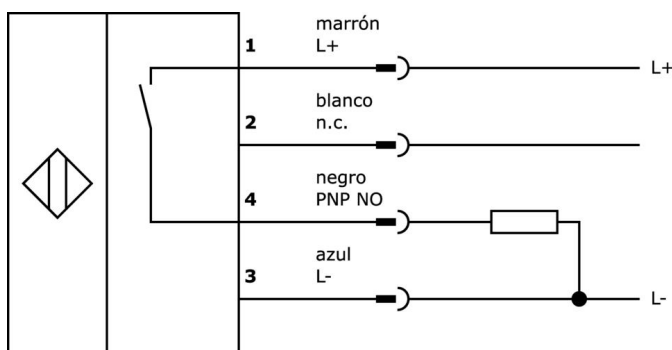 marrón
1
L+
L+
blanco
2
n.c.
negro
4
PNP NO
azul
3
L-
L-